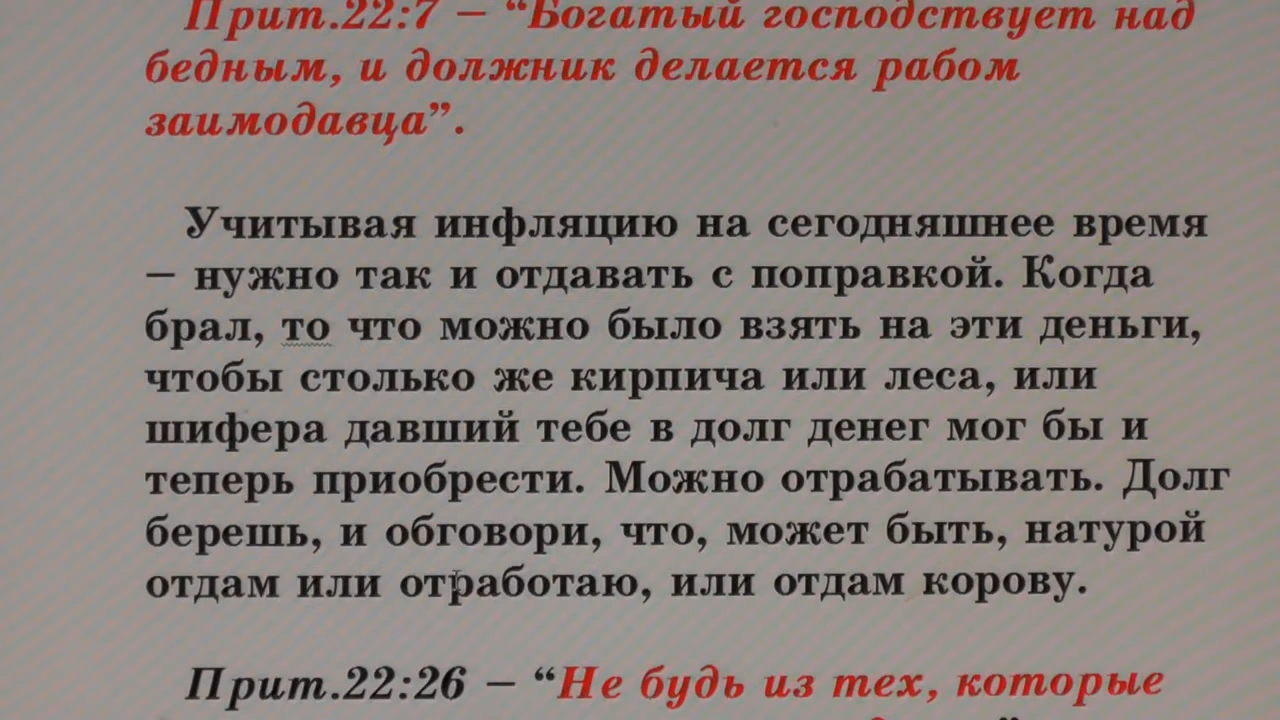 Прит.22:7 – “Богатый господствует над
бедным, и должник делается рабом
заимодавца”.
Учитывая инфляцию на сегодняшнее время
– нужно так и отдавать с поправкой. Когда
брал, то что можно было взять на эти деньги,
чтобы столько же кирпича или леса, или
шифера давший тебе в долг денег мог бы и
теперь приобрести. Можно отрабатывать. Долг
берешь, и обговори, что, может быть, натурой
отдам или отработаю, или отдам корову.
Прит.22:26 – “Не будь из тех, которые